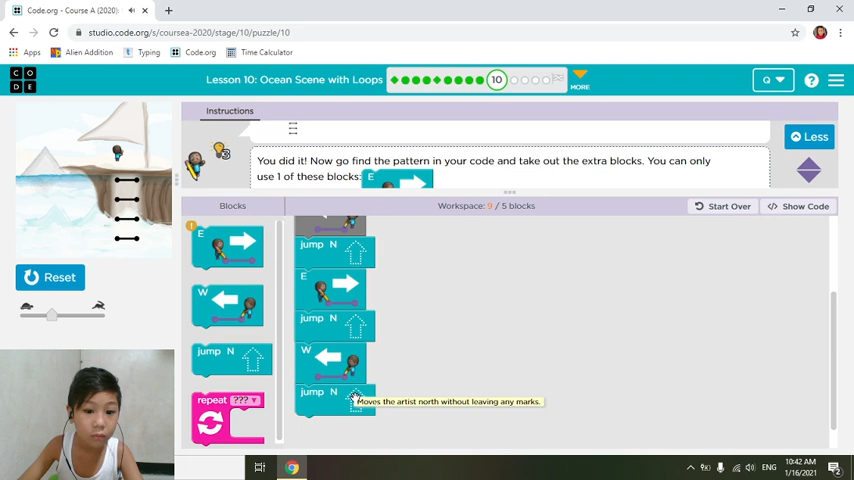 Code.org - Course A (2020):
studio.code.org/s/coursea-2020/stage/10/puzzle/10
Apps
Alien Addition
Typing
Code.org
Time Calculator
C O
D E
Lesson 10: Ocean Scene with Loops
10
MORE
Q
?
Instructions
3
Less
You did it! Now go find the pattern in your code and take out the extra blocks. You can only
use 1 of these blocks:
E
Blocks
Workspace: 9 / 5 blocks
Start Over
</> Show Code
E
W
jump N
repeat ???
jump N
E
jump N
W
jump N
Moves the artist north without leaving any marks.
Reset
ENG
10:42 AM
1/16/2021
2